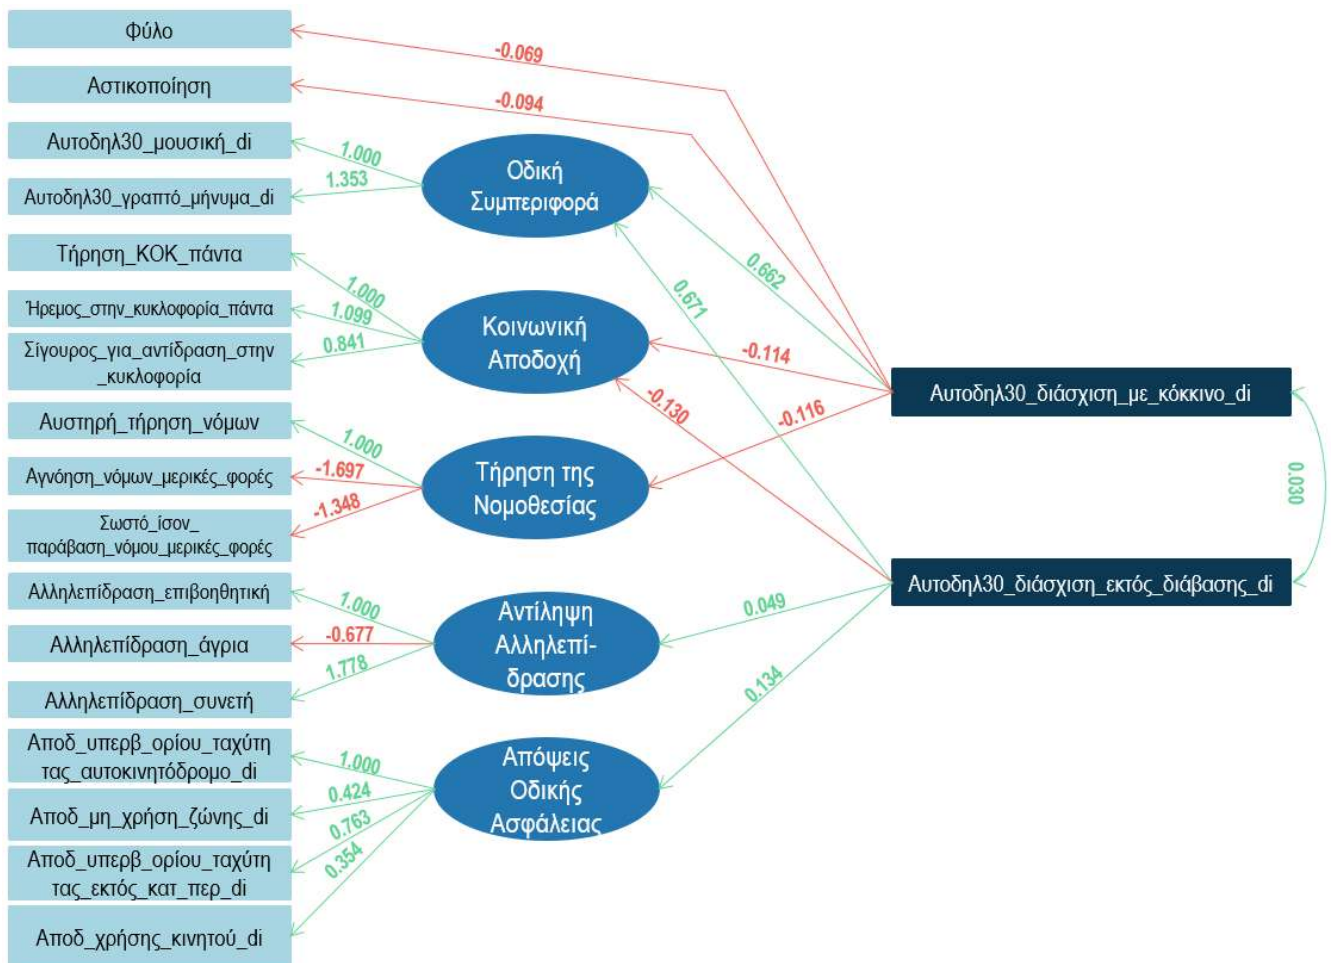 Φύλο
Αστικοποίηση
Αυτοδηλ30_μουσική_di
Αυτοδηλ30_γραπτό_μήνυμα_di
Τήρηση_ΚΟΚ_πάντα
Ήρεμος_στην_κυκλοφορία_πάντα
Σίγουρος_για_αντίδραση_στην
_κυκλοφορία
Αυστηρή_τήρηση_νόμων
Αγνόηση_νόμων_μερικές_φορές
Σωστό_ίσον_
παράβαση_νόμου_μερικές_φορές
Αλληλεπίδραση_επιβοηθητική
Αλληλεπίδραση_άγρια
Αλληλεπίδραση_συνετή
Αποδ_υπερβ_ορίου_ταχύτη
τας_αυτοκινητόδρομο_di
Αποδ_μη_χρήση_ζώνης_di
Αποδ_υπερβ_ορίου_ταχύτη
τας_εκτός_κατ_περ_di
Αποδ_χρήσης_κινητού_di
1.000
1.353
1.000
1.099
0.841
1.000
-1.697
-1.348
1.000
-0.677
1.778
1.000
0.424
0.763
0.354
Οδική
Συμπεριφορά
Κοινωνική
Αποδοχή
Τήρηση της
Νομοθεσίας
Αντίληψη
Αλληλεπί-
δρασης
Απόψεις
Οδικής
Ασφάλειας
-0.069
-0.094
0.662
0.671
-0.114
-0.130
-0.116
0.049
0.134
Αυτοδηλ30_διάσχιση_με_κόκκινο_di
Αυτοδηλ30_διάσχιση_εκτός_διάβασης_di
0.030